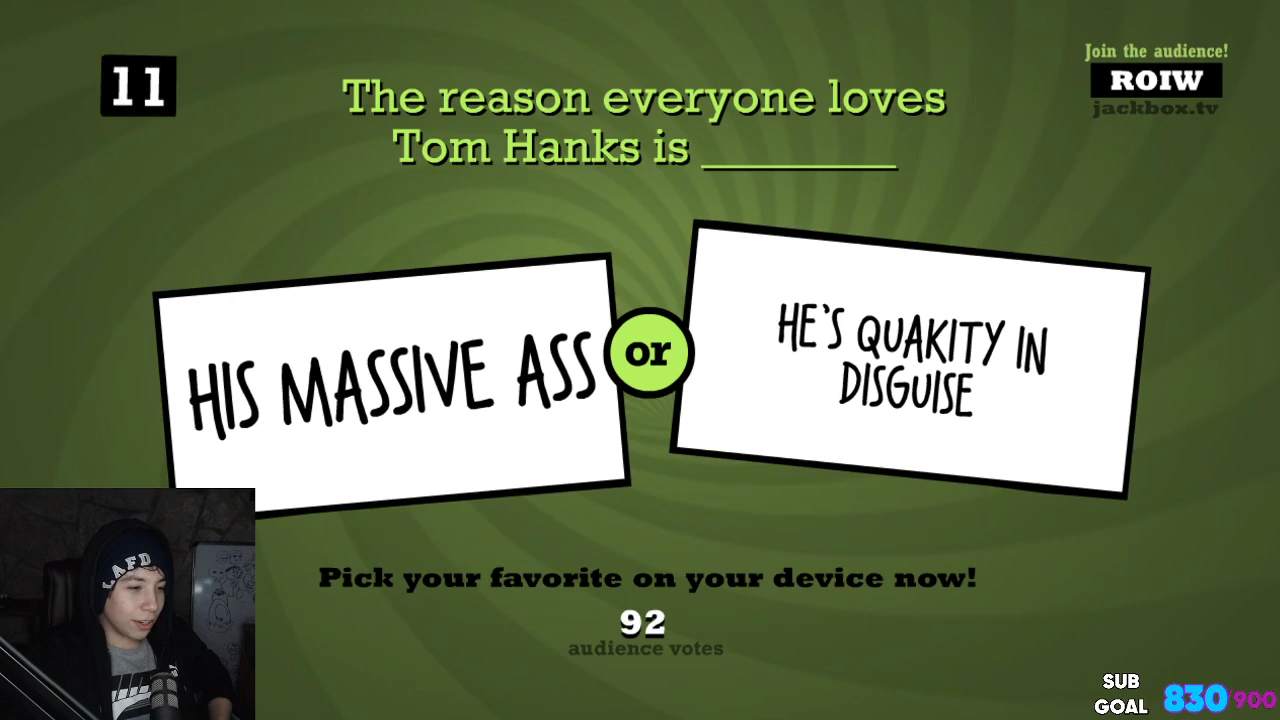 11
Join the audience!
ROIW
jackbox.tv
The reason everyone loves
Tom Hanks is ________
HIS MASSIVE ASS
or
HE'S QUAKITY IN
DISGUISE
LAFD
Pick your favorite on your device now!
92
audience votes
SUB
GOAL 830/900